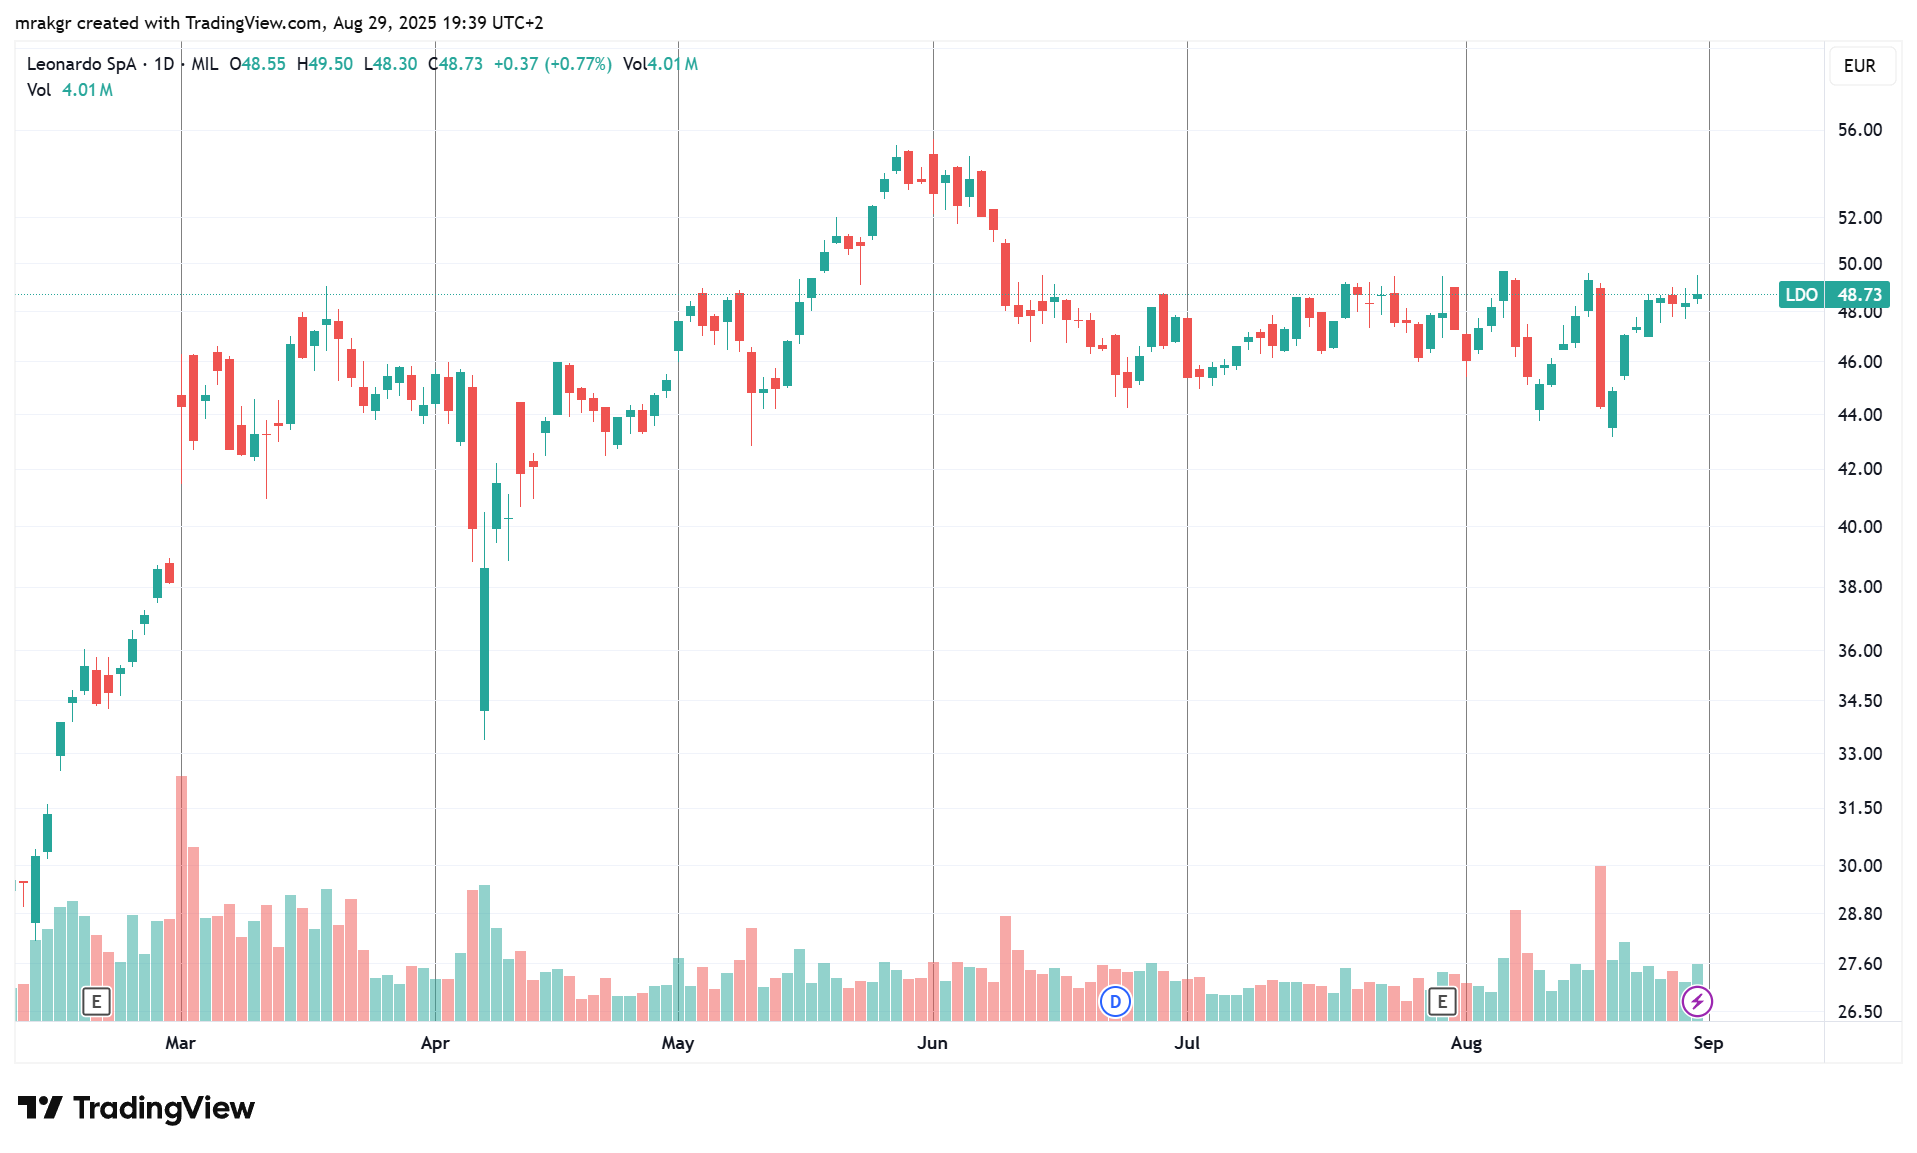 mrakgr created with TradingView.com, Aug 29, 2025 19:39 UTC+2
Leonardo SpA · 1D · MIL O48.55 H49.50 L48.30 C48.73 +0.37 (+0.77%) Vol4.01 M
Vol 4.01 M
EUR
56.00
52.00
50.00
LDO 48.73
48.00
46.00
44.00
42.00
40.00
38.00
36.00
34.50
33.00
31.50
30.00
28.80
27.60
26.50
E D E
Mar Apr May Jun Jul Aug Sep
TradingView